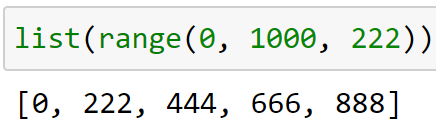 list(range(0, 1000, 222))
[0, 222, 444, 666, 888]